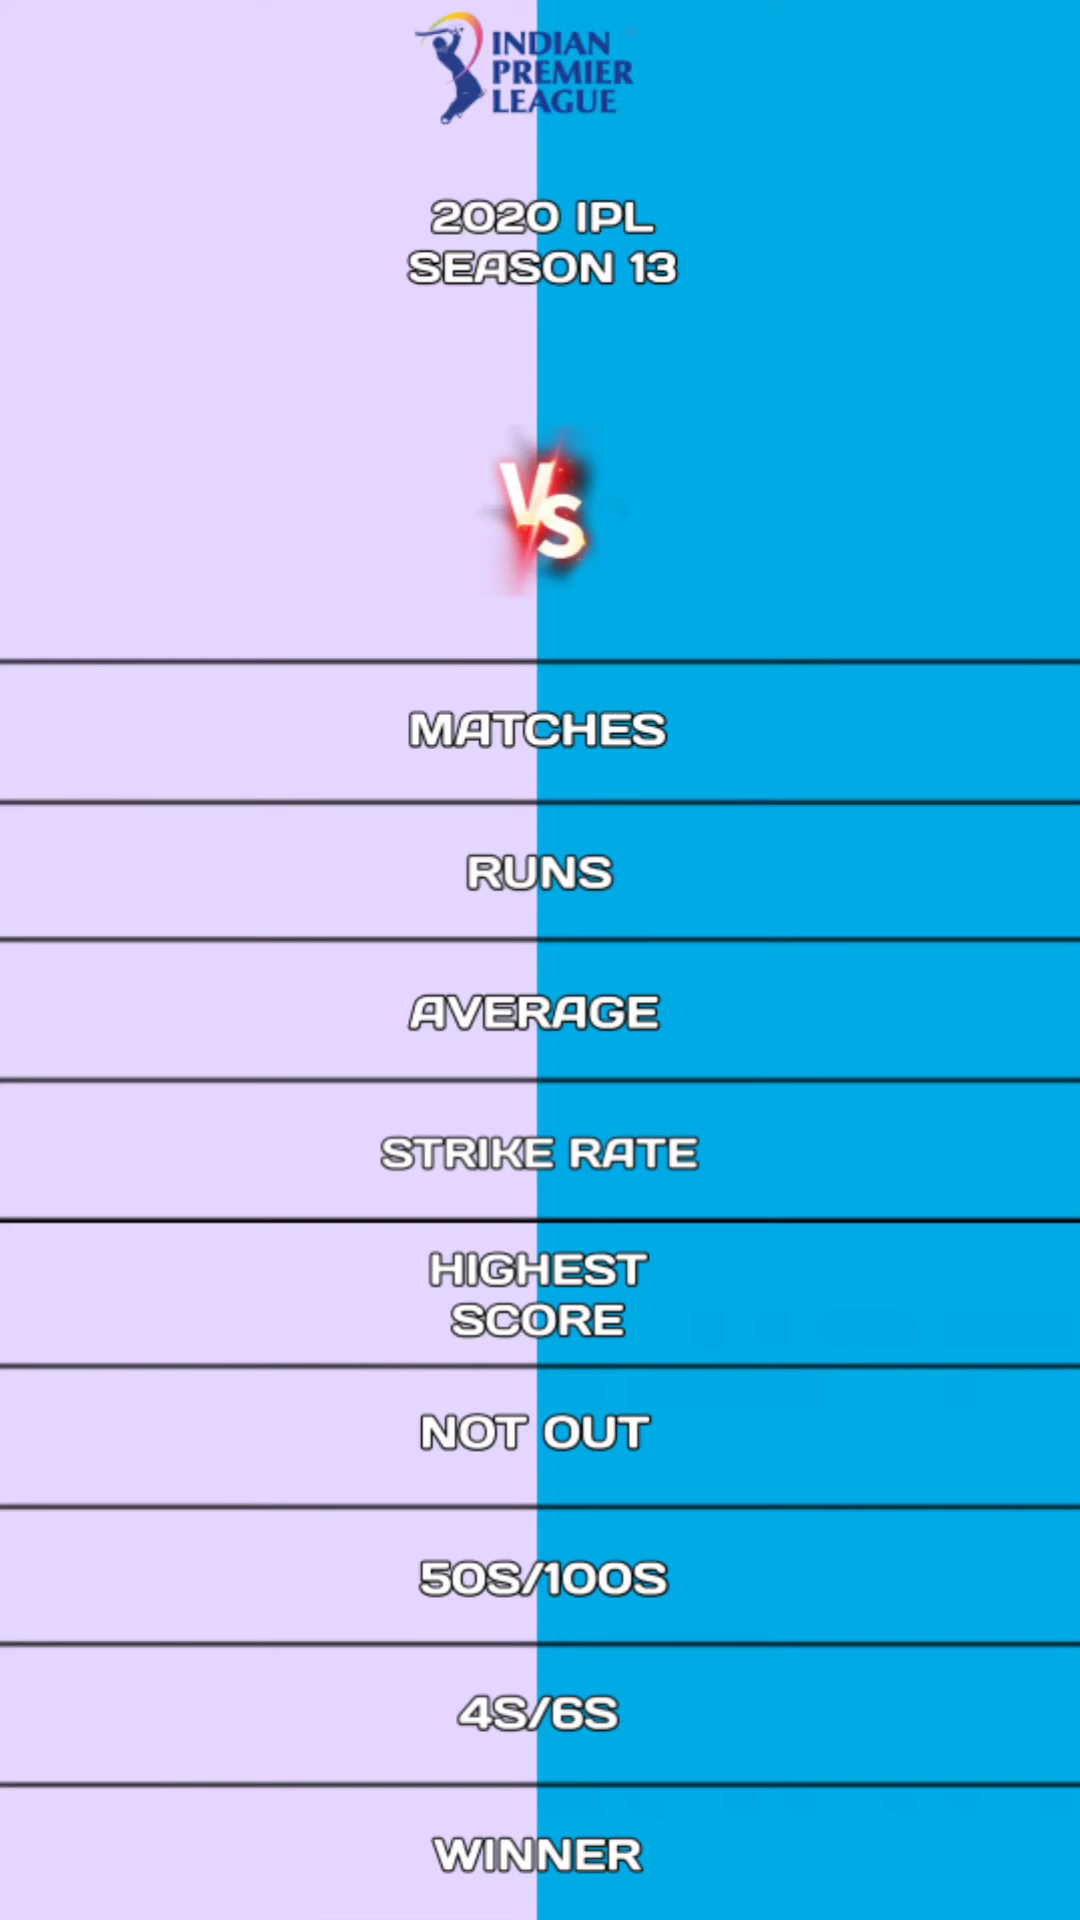 INDIAN
PREMIER
LEAGUE
2020 IPL
SEASON 13
VS
MATCHES
RUNS
AVERAGE
STRIKE RATE
HIGHEST
SCORE
NOT OUT
50S/100S
4S/6S
WINNER